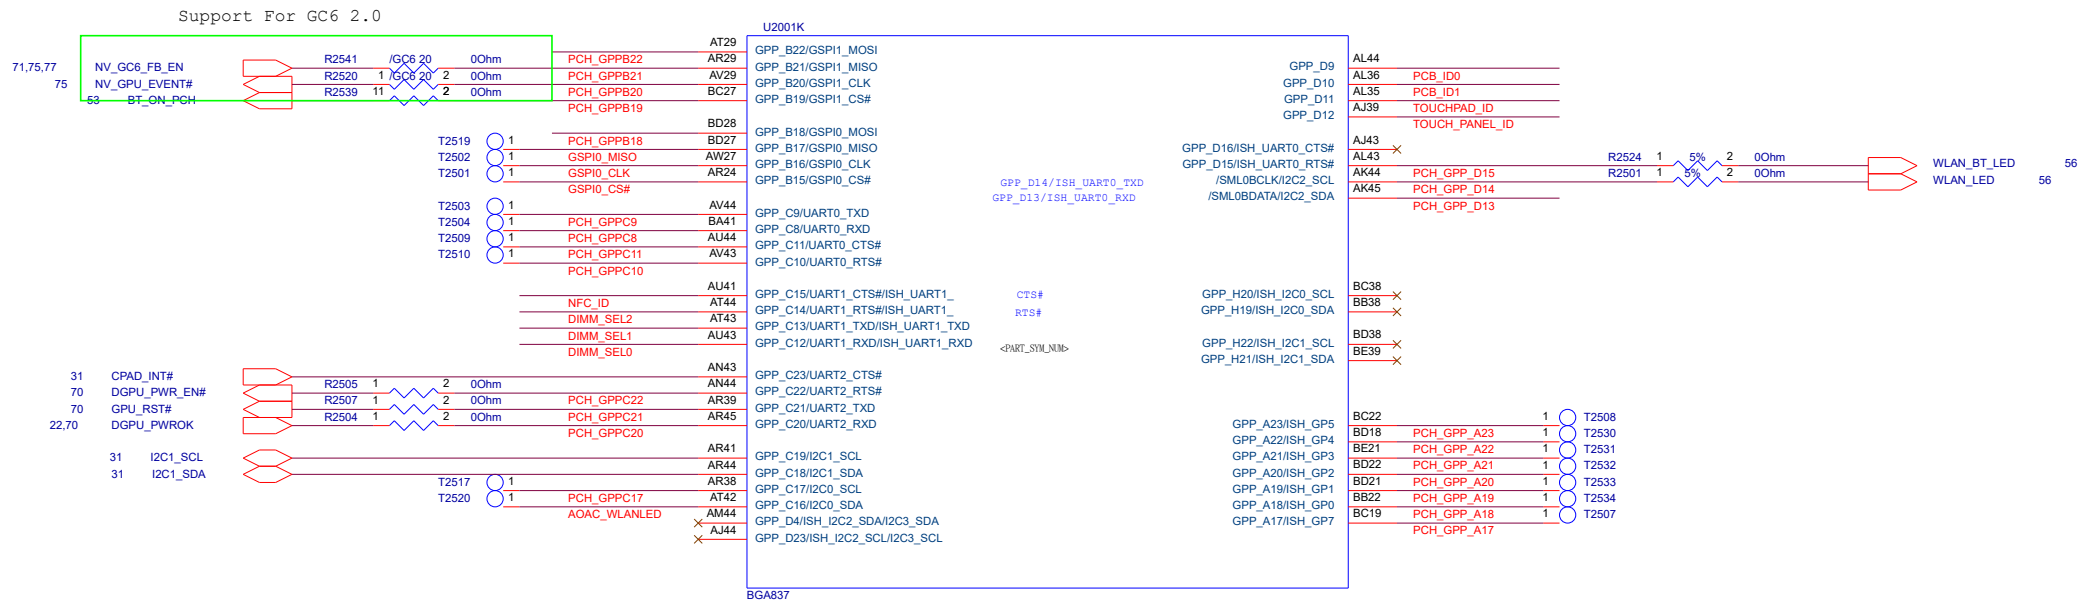 Support For GC6 2.0
U2001K
71,75,77 NV_GC6_FB_EN R2541 /GC6 20 0Ohm
75 NV_GPU_EVENT# R2520 1 /GC6 20 2 0Ohm
53 BT_ON_PCH R2539 11 2 0Ohm
AT29 GPP_B22/GSPI1_MOSI
PCH_GPPB22 AR29 GPP_B21/GSPI1_MISO
PCH_GPPB21 AV29 GPP_B20/GSPI1_CLK
PCH_GPPB20 BC27 GPP_B19/GSPI1_CS#
PCH_GPPB19
BD28 GPP_B18/GSPI0_MOSI
T2519 1 PCH_GPPB18 BD27 GPP_B17/GSPI0_MISO
T2502 1 GSPI0_MISO AW27 GPP_B16/GSPI0_CLK
T2501 1 GSPI0_CLK AR24 GPP_B15/GSPI0_CS#
GSPI0_CS#
T2503 1 AV44 GPP_C9/UART0_TXD
T2504 1 PCH_GPPC9 BA41 GPP_C8/UART0_RXD
T2509 1 PCH_GPPC8 AU44 GPP_C11/UART0_CTS#
T2510 1 PCH_GPPC11 AV43 GPP_C10/UART0_RTS#
PCH_GPPC10
AU41 GPP_C15/UART1_CTS#/ISH_UART1_ CTS#
NFC_ID AT44 GPP_C14/UART1_RTS#/ISH_UART1_ RTS#
DIMM_SEL2 AT43 GPP_C13/UART1_TXD/ISH_UART1_TXD
DIMM_SEL1 AU43 GPP_C12/UART1_RXD/ISH_UART1_RXD
DIMM_SEL0
<PART_SYM_NUM>
31 CPAD_INT# AN43 GPP_C23/UART2_CTS#
70 DGPU_PWR_EN# R2505 1 2 0Ohm AN44 GPP_C22/UART2_RTS#
70 GPU_RST# R2507 1 2 0Ohm PCH_GPPC22 AR39 GPP_C21/UART2_TXD
22,70 DGPU_PWROK R2504 1 2 0Ohm PCH_GPPC21 AR45 GPP_C20/UART2_RXD
PCH_GPPC20
31 I2C1_SCL AR41 GPP_C19/I2C1_SCL
31 I2C1_SDA AR44 GPP_C18/I2C1_SDA
T2517 1 AR38 GPP_C17/I2C0_SCL
T2520 1 PCH_GPPC17 AT42 GPP_C16/I2C0_SDA
AOAC_WLANLED AM44 GPP_D4/ISH_I2C2_SDA/I2C3_SDA
AJ44 GPP_D23/ISH_I2C2_SCL/I2C3_SCL
BGA837
GPP_D9 AL44
GPP_D10 AL36 PCB_ID0
GPP_D11 AL35 PCB_ID1
GPP_D12 AJ39 TOUCHPAD_ID
TOUCH_PANEL_ID
GPP_D16/ISH_UART0_CTS# AJ43
GPP_D15/ISH_UART0_RTS# AL43 R2524 1 5% 2 0Ohm WLAN_BT_LED 56
GPP_D14/ISH_UART0_TXD /SML0BCLK/I2C2_SCL AK44 PCH_GPP_D15 R2501 1 5% 2 0Ohm WLAN_LED 56
GPP_D13/ISH_UART0_RXD /SML0BDATA/I2C2_SDA AK45 PCH_GPP_D14
PCH_GPP_D13
GPP_H20/ISH_I2C0_SCL BC38
GPP_H19/ISH_I2C0_SDA BB38
GPP_H22/ISH_I2C1_SCL BD38
GPP_H21/ISH_I2C1_SDA BE39
GPP_A23/ISH_GP5 BC22 1 T2508
GPP_A22/ISH_GP4 BD18 PCH_GPP_A23 1 T2530
GPP_A21/ISH_GP3 BE21 PCH_GPP_A22 1 T2531
GPP_A20/ISH_GP2 BD22 PCH_GPP_A21 1 T2532
GPP_A19/ISH_GP1 BD21 PCH_GPP_A20 1 T2533
GPP_A18/ISH_GP0 BB22 PCH_GPP_A19 1 T2534
GPP_A17/ISH_GP7 BC19 PCH_GPP_A18 1 T2507
PCH_GPP_A17